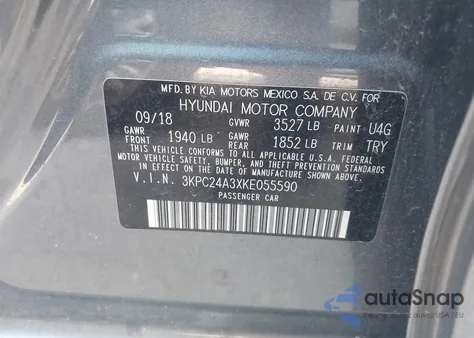 MFD. BY KIA MOTORS MEXICO S.A. DE C.V. FOR
HYUNDAI MOTOR COMPANY
09/18 GVWR 3527 LB PAINT U4G
GAWR FRONT 1940 LB GAWR REAR 1852 LB TRIM TRY
THIS VEHICLE CONFORMS TO ALL APPLICABLE FEDERAL
MOTOR VEHICLE SAFETY, BUMPER, AND THEFT PREVENTION
STANDARDS IN EFFECT ON THE DATE OF MANUFACTURE SHOWN ABOVE.
V.I.N. 3KPC24A3XKE055590
PASSENGER CAR
autoSnap